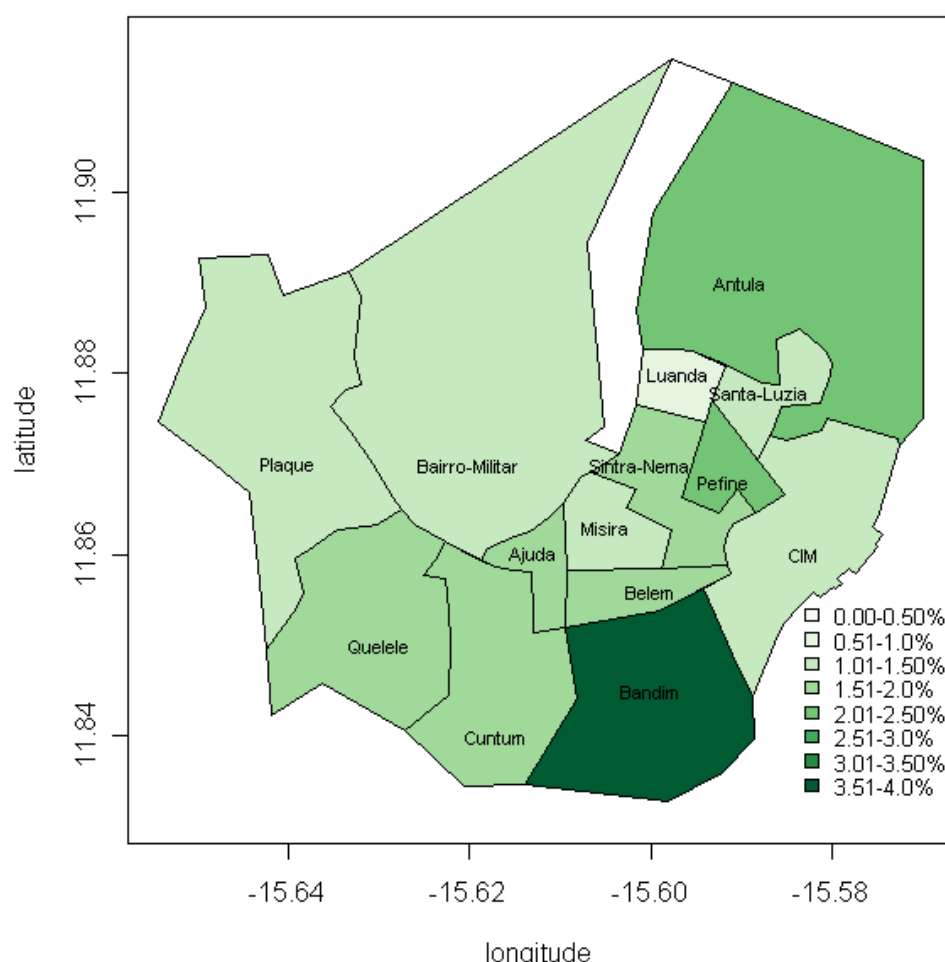 latitude
11.90
11.88
11.86
11.84
Antula
Luanda
Santa-Luzia
Plaque
Bairro-Militar
Sintra-Nema
Pefine
Misira
Ajuda
CIM
Belem
Quelele
Bandim
Cuntum
0.00-0.50%
0.51-1.0%
1.01-1.50%
1.51-2.0%
2.01-2.50%
2.51-3.0%
3.01-3.50%
3.51-4.0%
-15.64
-15.62
-15.60
-15.58
longitude